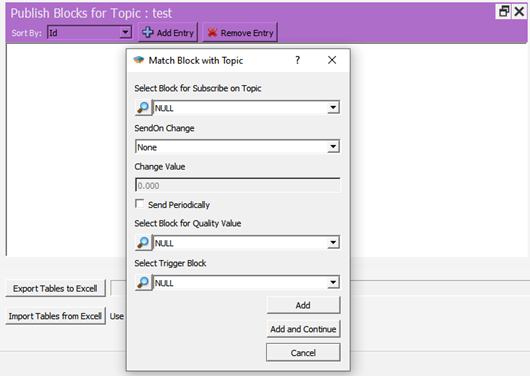 Publish Blocks for Topic : test
Sort By: Id Add Entry Remove Entry
Match Block with Topic ?
Select Block for Subscribe on Topic
NULL
SendOn Change
None
Change Value
0.000
Send Periodically
Select Block for Quality Value
NULL
Select Trigger Block
NULL
Export Tables to Excell
Add
Import Tables from Excell Use
Add and Continue
Cancel